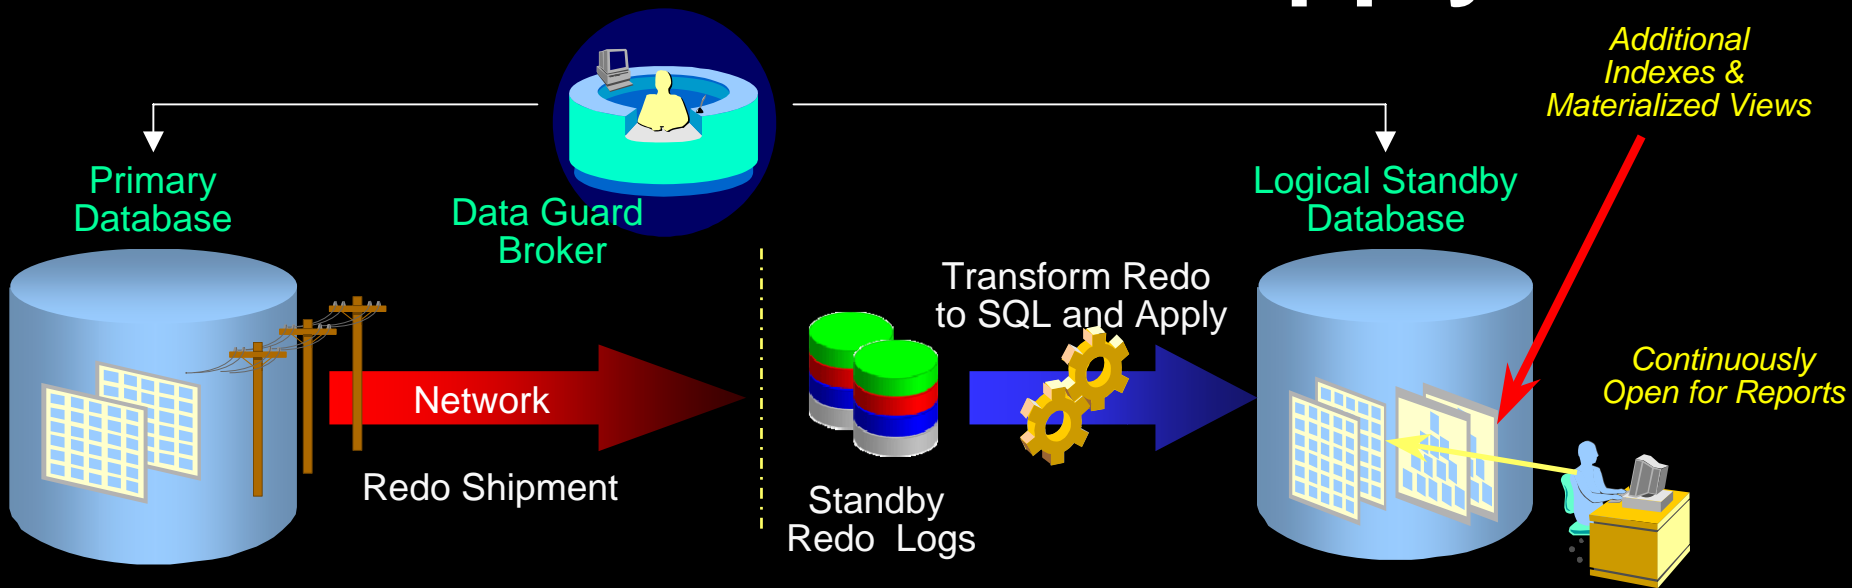 Additional
Indexes &
Materialized Views
Primary
Database
Data Guard
Broker
Logical Standby
Database
Transform Redo
to SQL and Apply
Continuously
Open for Reports
Network
Redo Shipment
Standby
Redo Logs